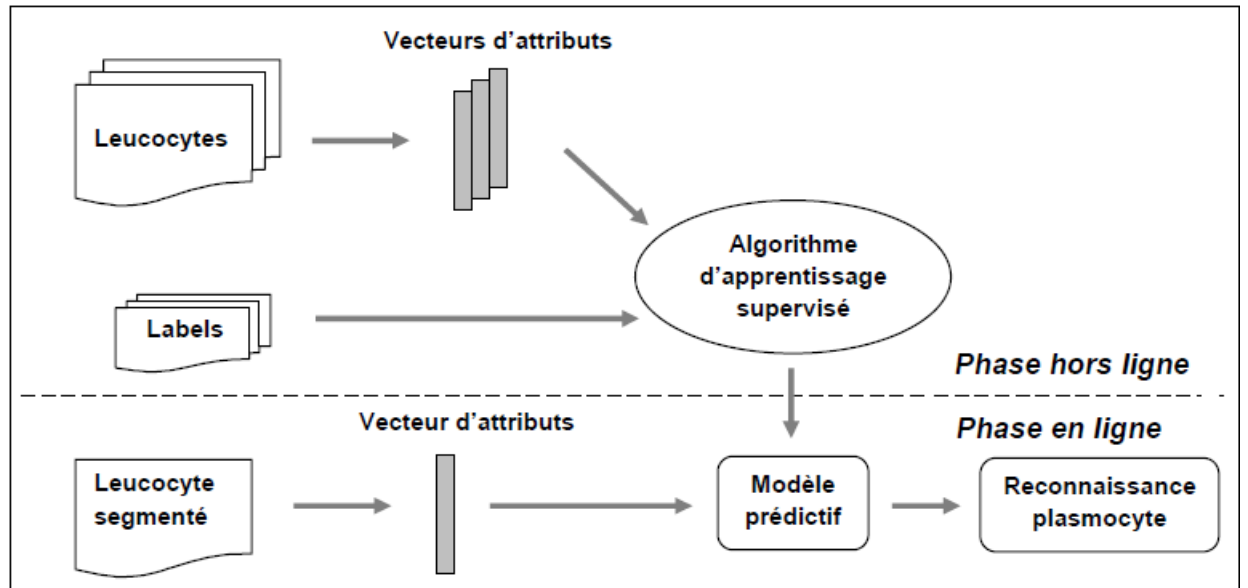 Vecteurs d'attributs
Leucocytes
Algorithme
d'apprentissage
supervisé
Labels
Phase hors ligne
Vecteur d'attributs
Phase en ligne
Leucocyte
segmenté
Modèle
prédictif
Reconnaissance
plasmocyte